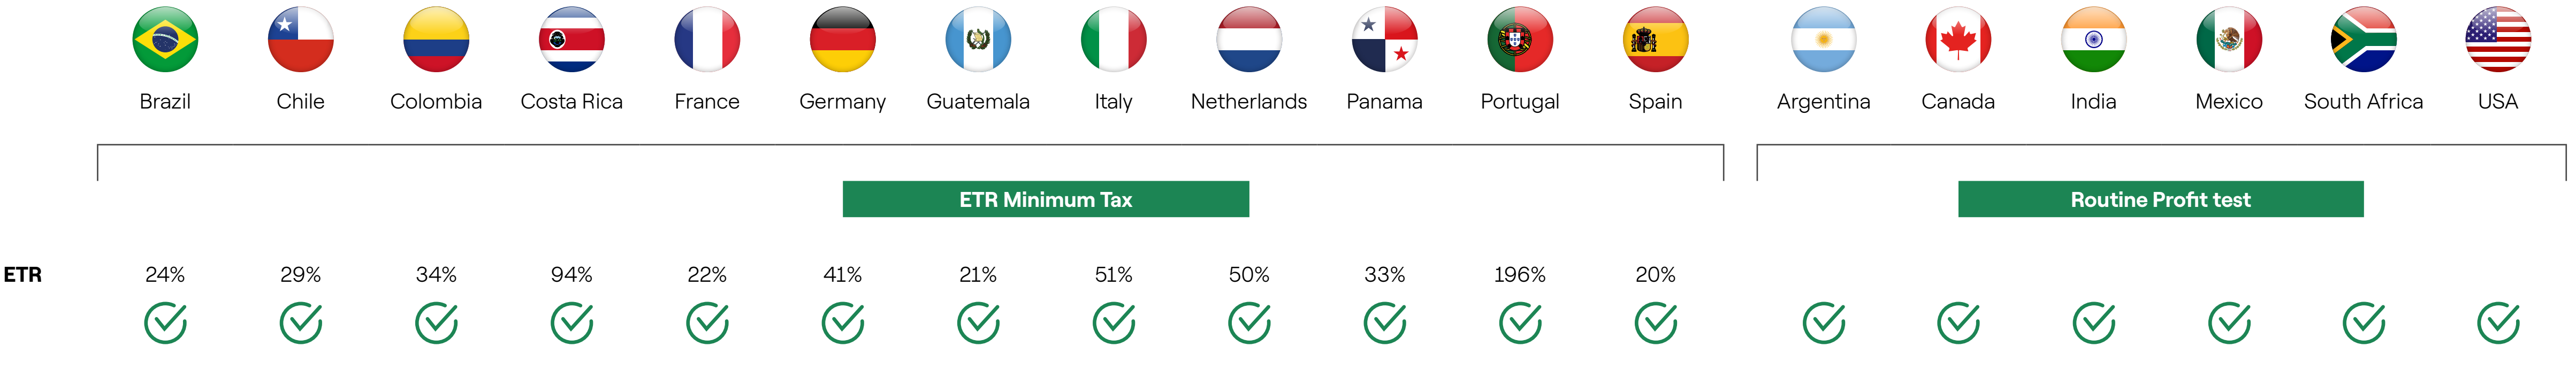 Brazil Chile Colombia Costa Rica France Germany Guatemala Italy Netherlands Panama Portugal Spain Argentina Canada India Mexico South Africa USA
ETR Minimum Tax Routine Profit test
ETR 24% 29% 34% 94% 22% 41% 21% 51% 50% 33% 196% 20%